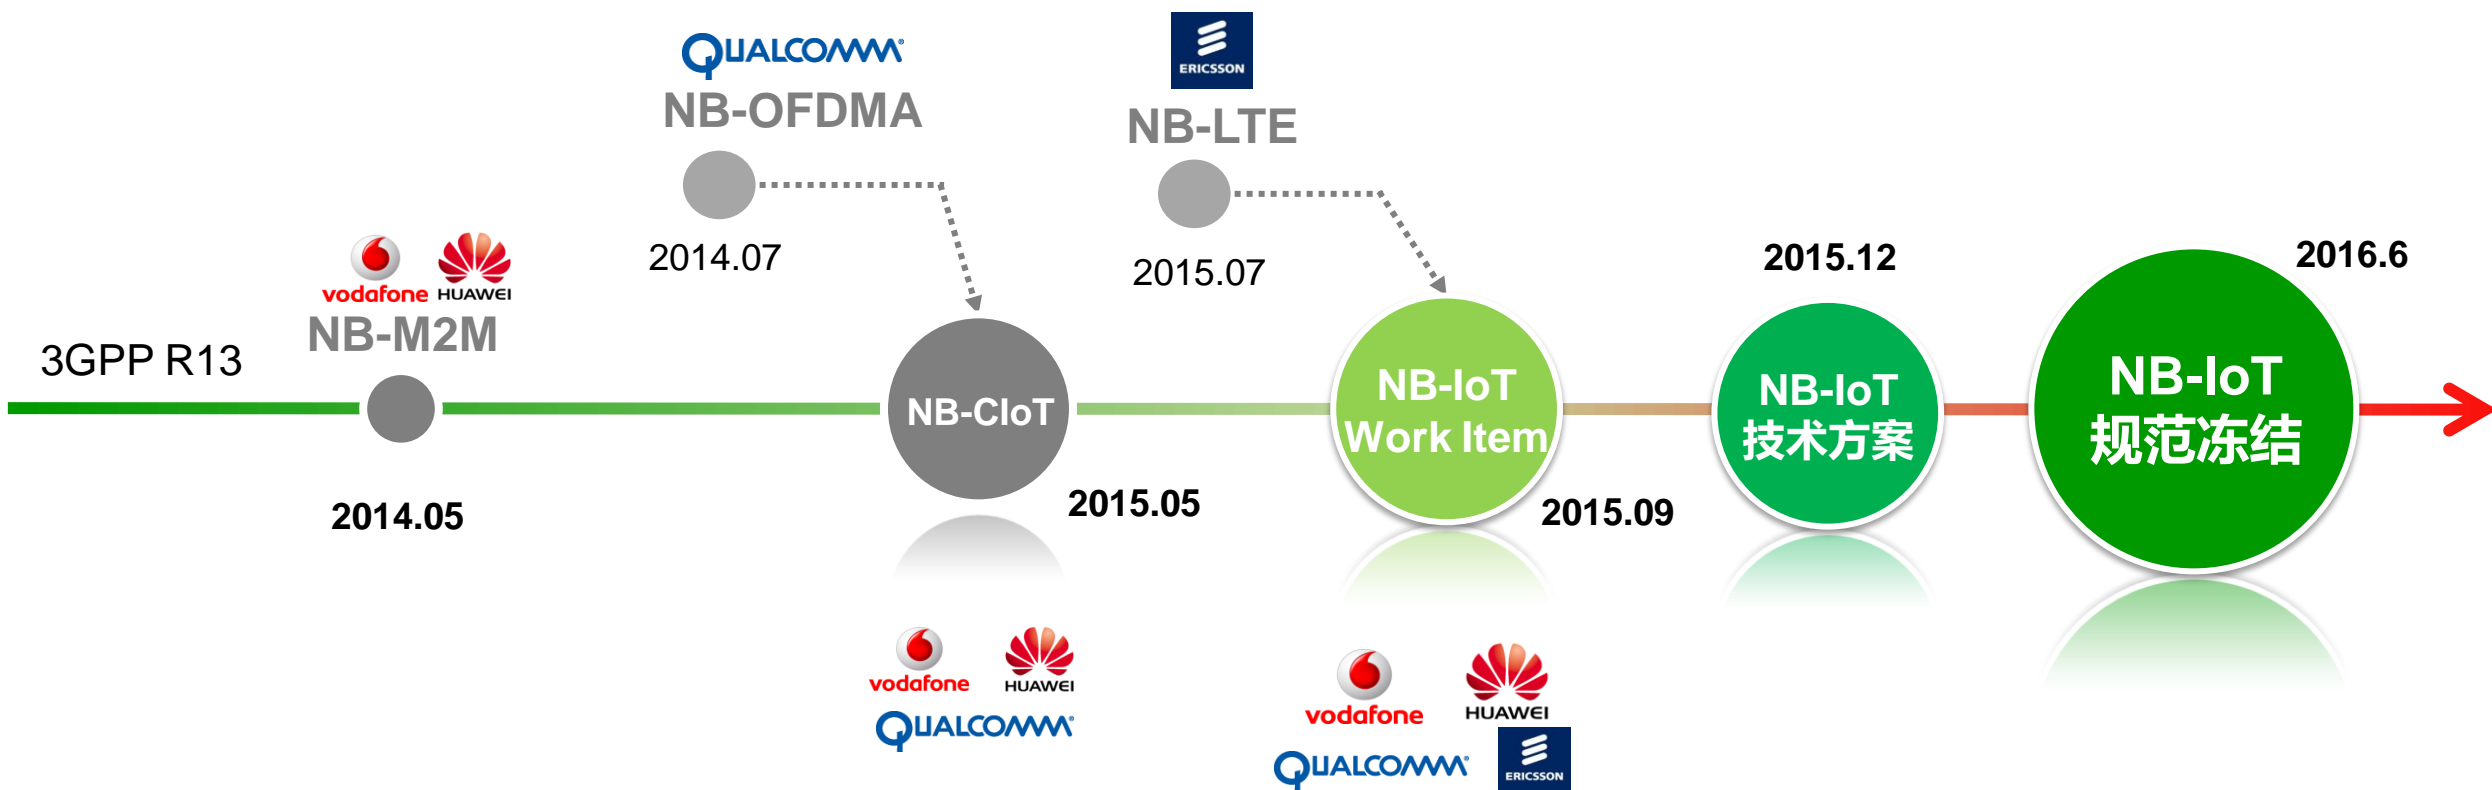 QUALCOMM
NB-OFDMA
2014.07
ERICSSON
NB-LTE
2015.07
3GPP R13
vodafone
HUAWEI
NB-M2M
2014.05
NB-CIoT
2015.05
vodafone
HUAWEI
QUALCOMM
NB-IoT
Work Item
2015.09
vodafone
HUAWEI
QUALCOMM
ERICSSON
2015.12
NB-IoT
技术方案
2016.6
NB-IoT
规范冻结